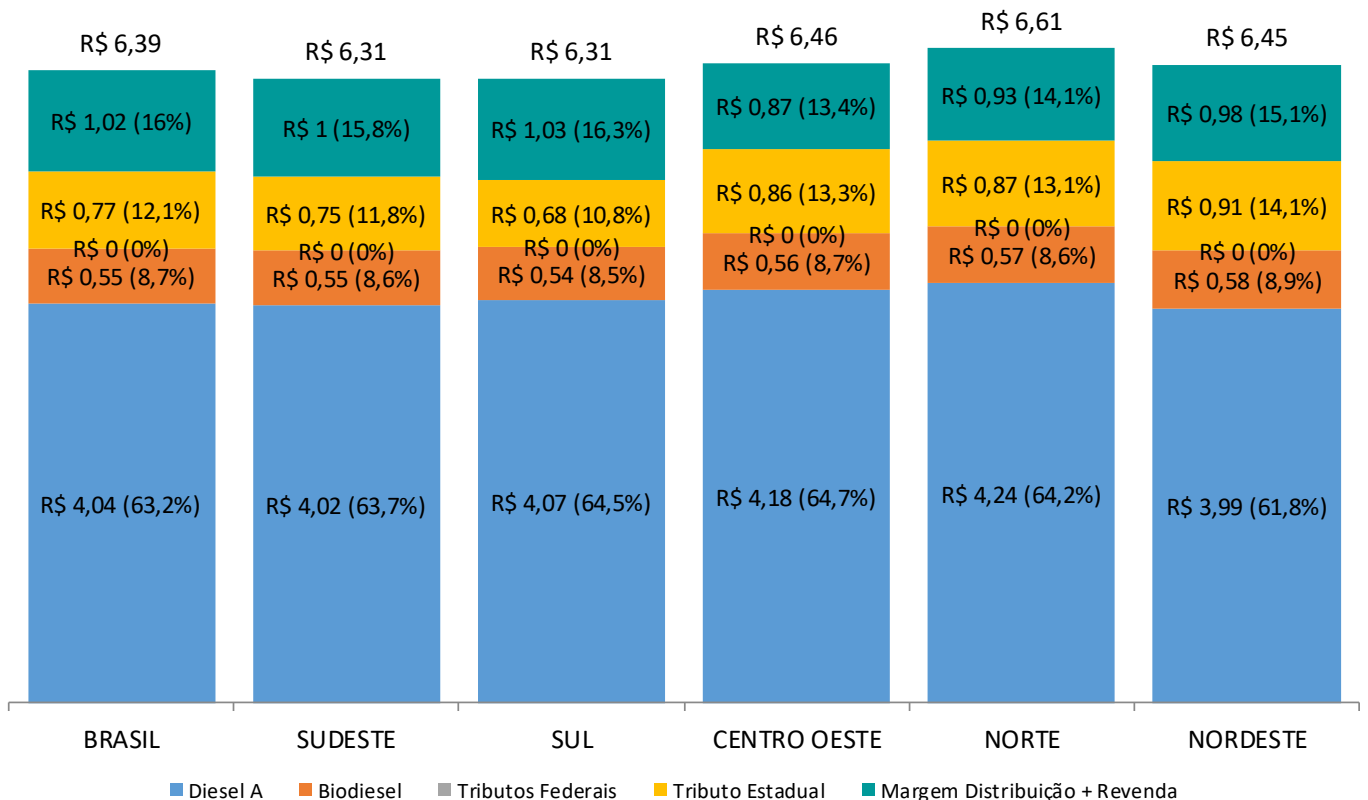 R$ 6,39
R$ 6,31
R$ 6,31
R$ 6,46
R$ 6,61
R$ 6,45
R$ 1,02 (16%)
R$ 1 (15,8%)
R$ 1,03 (16,3%)
R$ 0,87 (13,4%)
R$ 0,93 (14,1%)
R$ 0,98 (15,1%)
R$ 0,77 (12,1%)
R$ 0,75 (11,8%)
R$ 0,68 (10,8%)
R$ 0,86 (13,3%)
R$ 0,87 (13,1%)
R$ 0,91 (14,1%)
R$ 0 (0%)
R$ 0 (0%)
R$ 0 (0%)
R$ 0 (0%)
R$ 0 (0%)
R$ 0 (0%)
R$ 0,55 (8,7%)
R$ 0,55 (8,6%)
R$ 0,54 (8,5%)
R$ 0,56 (8,7%)
R$ 0,57 (8,6%)
R$ 0,58 (8,9%)
R$ 4,04 (63,2%)
R$ 4,02 (63,7%)
R$ 4,07 (64,5%)
R$ 4,18 (64,7%)
R$ 4,24 (64,2%)
R$ 3,99 (61,8%)
BRASIL
SUDESTE
SUL
CENTRO OESTE
NORTE
NORDESTE
Diesel A
Biodiesel
Tributos Federais
Tributo Estadual
Margem Distribuição + Revenda